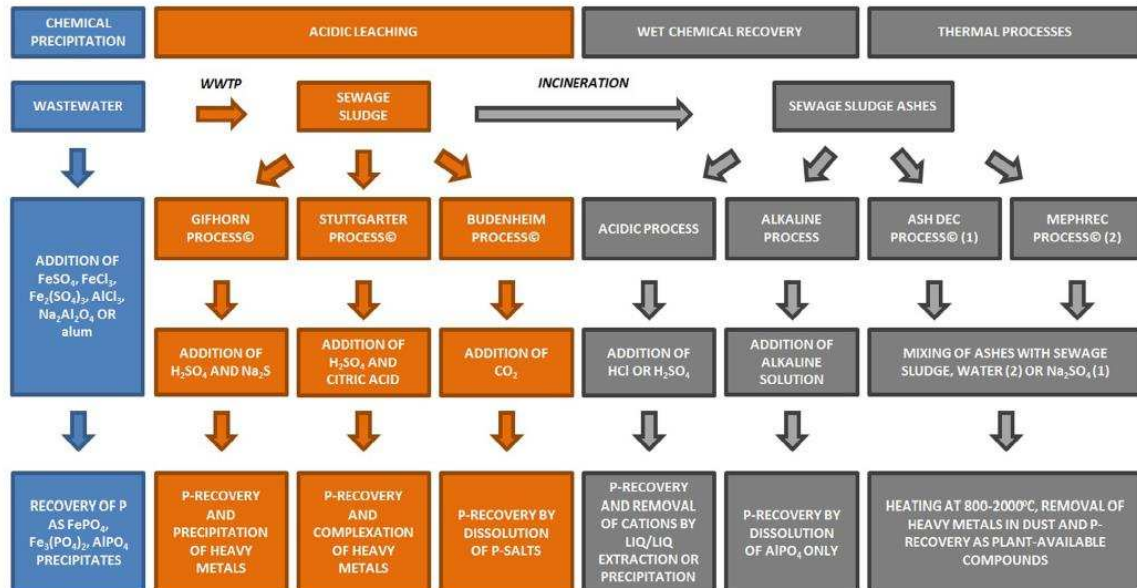 CHEMICAL
PRECIPITATION
ACIDIC LEACHING
WET CHEMICAL RECOVERY
THERMAL PROCESSES
WASTEWATER
WWTP
SEWAGE
SLUDGE
INCINERATION
SEWAGE SLUDGE ASHES
ADDITION OF
FeSO₄, FeCl₃,
Fe₂(SO₄)₃, AlCl₃,
Na₂Al₂O₄ OR
alum
GIFHORN
PROCESS©
STUTTGARTER
PROCESS©
BUDENHEIM
PROCESS©
ACIDIC PROCESS
ALKALINE
PROCESS
ASH DEC
PROCESS© (1)
MEPHREC
PROCESS© (2)
ADDITION OF
H₂SO₄ AND Na₂S
ADDITION OF
H₂SO₄ AND
CITRIC ACID
ADDITION OF
CO₂
ADDITION OF
HCl OR H₂SO₄
ADDITION OF
ALKALINE
SOLUTION
MIXING OF ASHES WITH SEWAGE
SLUDGE, WATER (2) OR Na₂SO₄ (1)
RECOVERY OF P
AS FePO₄,
Fe₃(PO₄)₂, AlPO₄
PRECIPITATES
P-RECOVERY
AND
PRECIPITATION
OF HEAVY
METALS
P-RECOVERY
AND
COMPLEXATION
OF HEAVY
METALS
P-RECOVERY BY
DISSOLUTION
OF P-SALTS
P-RECOVERY
AND REMOVAL
OF CATIONS BY
LIQ/LIQ
EXTRACTION OR
PRECIPITATION
P-RECOVERY BY
DISSOLUTION
OF AlPO₄ ONLY
HEATING AT 800-2000ºC, REMOVAL OF
HEAVY METALS IN DUST AND P-
RECOVERY AS PLANT-AVAILABLE
COMPOUNDS